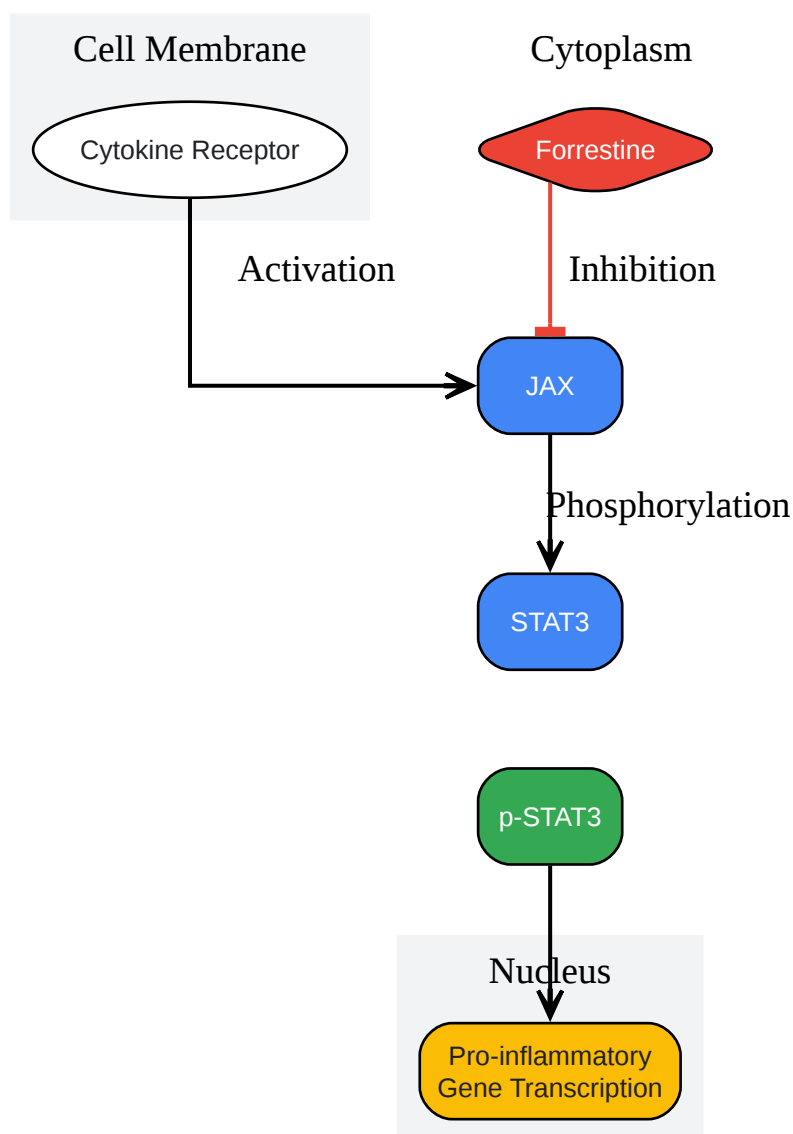 Cell Membrane
Cytoplasm
Cytokine Receptor
Forrestine
Activation
Inhibition
JAX
Phosphorylation
STAT3
p-STAT3
Nucleus
Pro-inflammatory
Gene Transcription